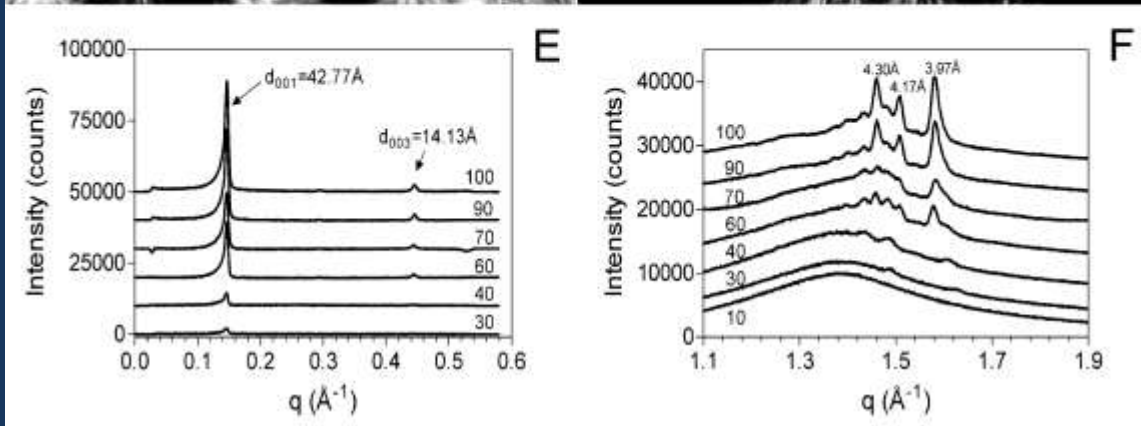 E
100000
75000
50000
25000
0
Intensity (counts)
d001=42.77Å
d003=14.13Å
100
90
70
60
40
30
0.0 0.1 0.2 0.3 0.4 0.5 0.6
q (Å-1)
F
40000
30000
20000
10000
0
Intensity (counts)
4.30Å
4.17Å
3.97Å
100
90
70
60
40
30
10
1.1 1.3 1.5 1.7 1.9
q (Å-1)